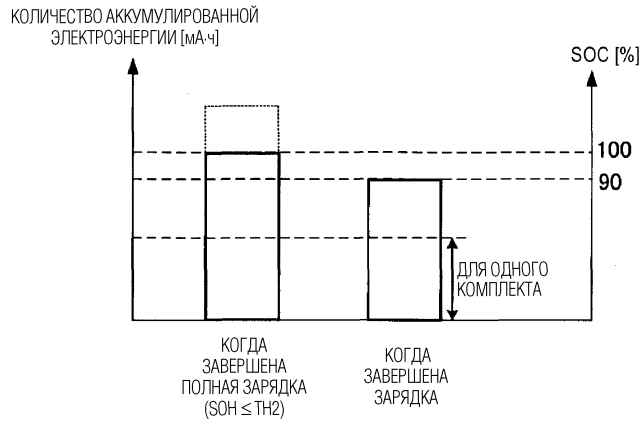 КОЛИЧЕСТВО АККУМУЛИРОВАННОЙ
ЭЛЕКТРОЭНЕРГИИ [мА·ч]
SOC [%]
100
90
ДЛЯ ОДНОГО
КОМПЛЕКТА
КОГДА
ЗАВЕРШЕНА
ПОЛНАЯ ЗАРЯДКА
(SOH ≤ TH2)
КОГДА
ЗАВЕРШЕНА
ЗАРЯДКА